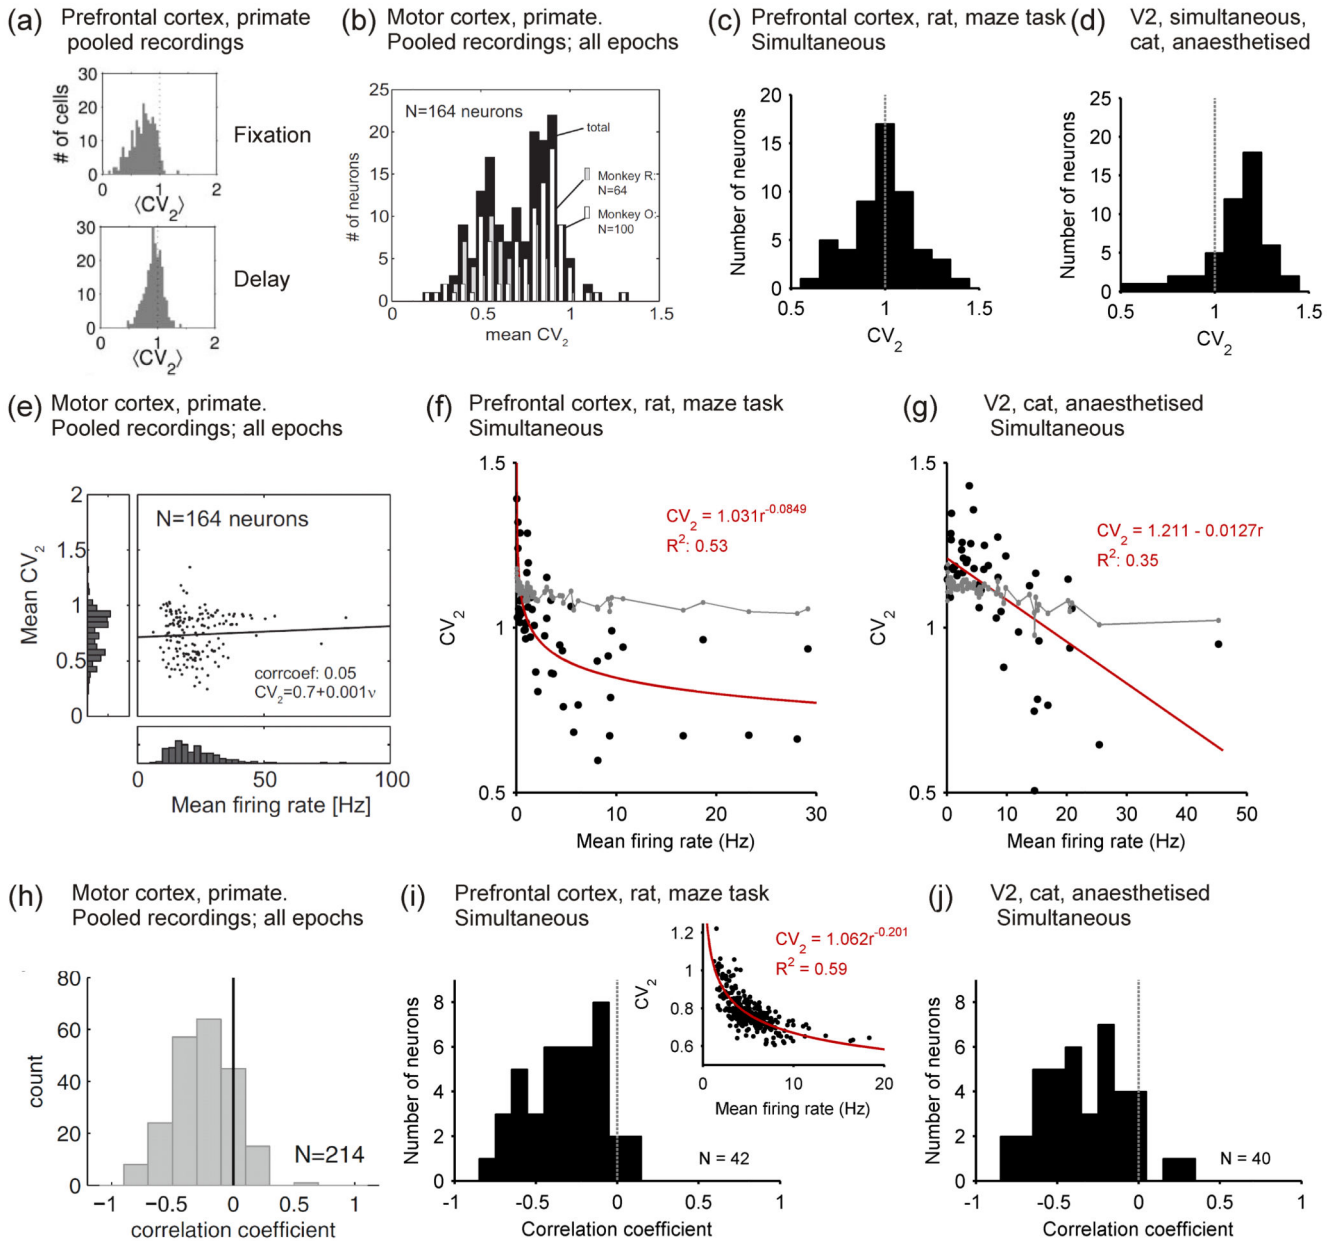 (a) Prefrontal cortex, primate
pooled recordings
30
20
10
0
# of cells
0 1 2
⟨CV2⟩
Fixation
30
20
10
0
0 1 2
⟨CV2⟩
Delay
(b) Motor cortex, primate.
Pooled recordings; all epochs
25
20
15
10
5
0
# of neurons
N=164 neurons
total
Monkey R:
N=64
Monkey O:
N=100
0 0.5 1 1.5
mean CV2
(c) Prefrontal cortex, rat, maze task
Simultaneous
20
15
10
5
0
Number of neurons
0.5 1 1.5
CV2
(d) V2, simultaneous,
cat, anaesthetised
25
20
15
10
5
0
Number of neurons
0.5 1 1.5
CV2
(e) Motor cortex, primate.
Pooled recordings; all epochs
2
1.5
1
0.5
0
Mean CV2
N=164 neurons
corrcoef: 0.05
CV2=0.7+0.001ν
0 50 100
Mean firing rate [Hz]
(f) Prefrontal cortex, rat, maze task
Simultaneous
1.5
1
0.5
CV2
CV2 = 1.031r-0.0849
R2: 0.53
0 10 20 30
Mean firing rate (Hz)
(g) V2, cat, anaesthetised
Simultaneous
1.5
1
0.5
CV2
CV2 = 1.211 - 0.0127r
R2: 0.35
0 10 20 30 40 50
Mean firing rate (Hz)
(h) Motor cortex, primate.
Pooled recordings; all epochs
80
60
40
20
0
count
N=214
−1 −0.5 0 0.5 1
correlation coefficient
(i) Prefrontal cortex, rat, maze task
Simultaneous
8
6
4
2
0
Number of neurons
N = 42
-1 -0.5 0 0.5 1
Correlation coefficient
1.2
1
0.8
0.6
CV2
CV2 = 1.062r-0.201
R2 = 0.59
0 10 20
Mean firing rate (Hz)
(j) V2, cat, anaesthetised
Simultaneous
8
6
4
2
0
Number of neurons
N = 40
-1 -0.5 0 0.5 1
Correlation coefficient